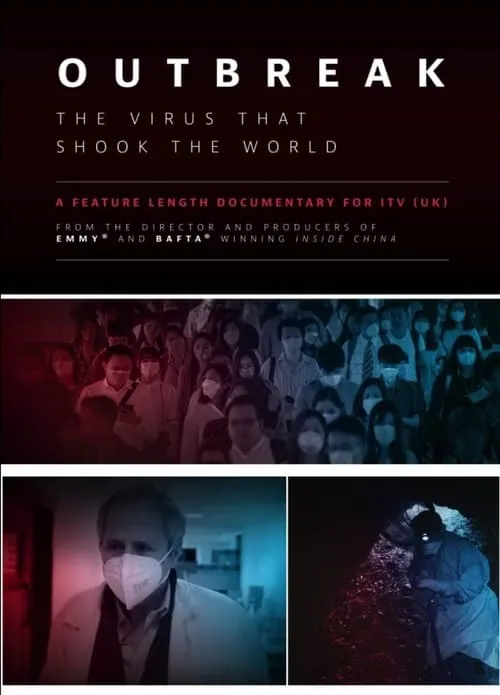 OUTBREAK
THE VIRUS THAT
SHOOK THE WORLD
A FEATURE LENGTH DOCUMENTARY FOR ITV (UK)
FROM THE DIRECTOR AND PRODUCERS OF
EMMY® AND BAFTA® WINNING INSIDE CHINA